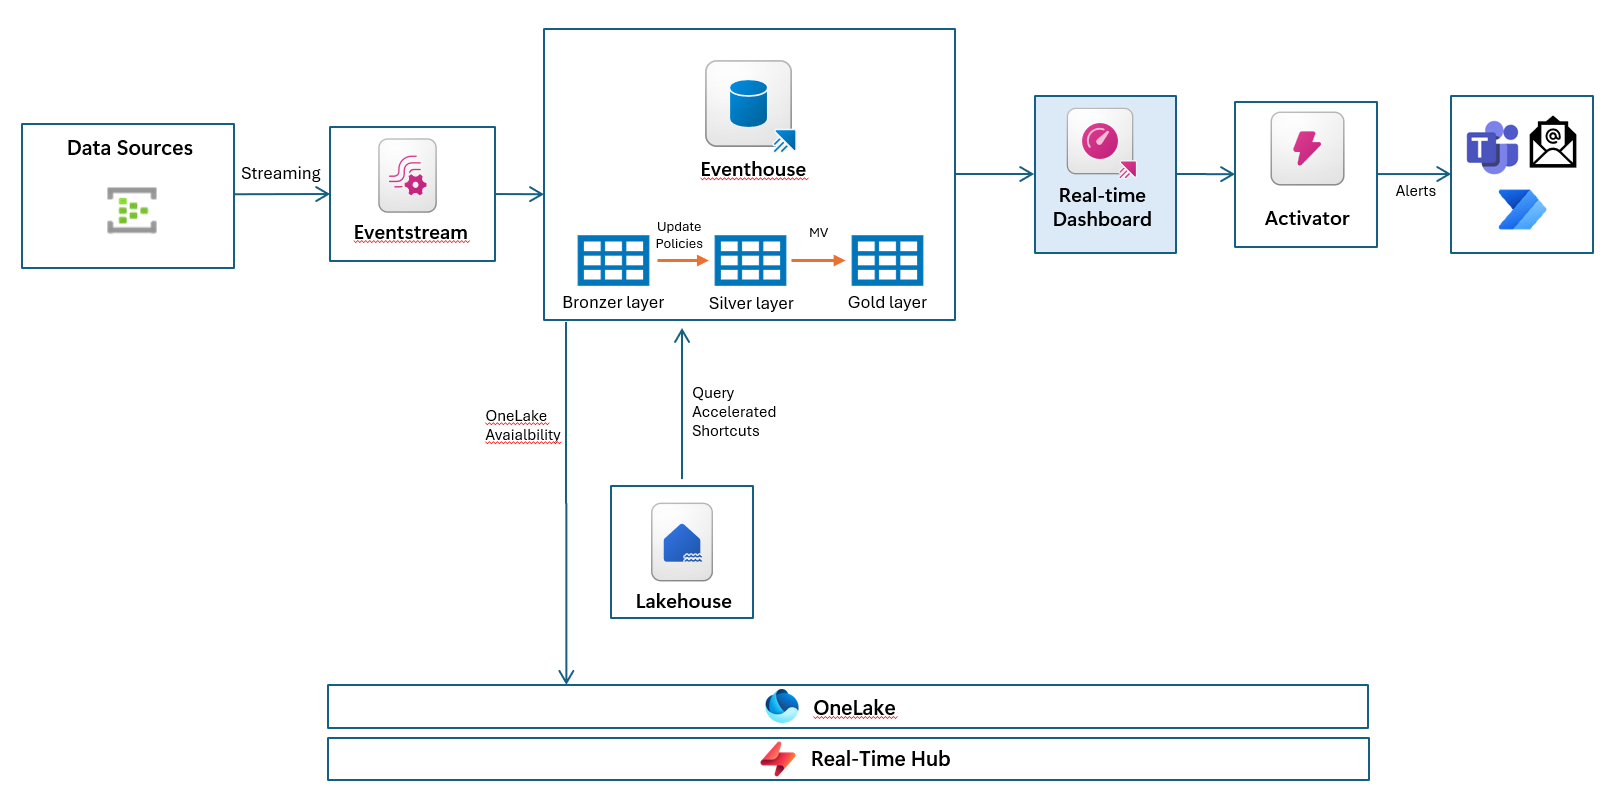 Data Sources
Streaming
Eventstream
Eventhouse
Update
Policies
MV
Bronzer layer
Silver layer
Gold layer
Real-time
Dashboard
Activator
Alerts
T
@
OneLake
Avaialbility
Query
Accelerated
Shortcuts
Lakehouse
OneLake
Real-Time Hub